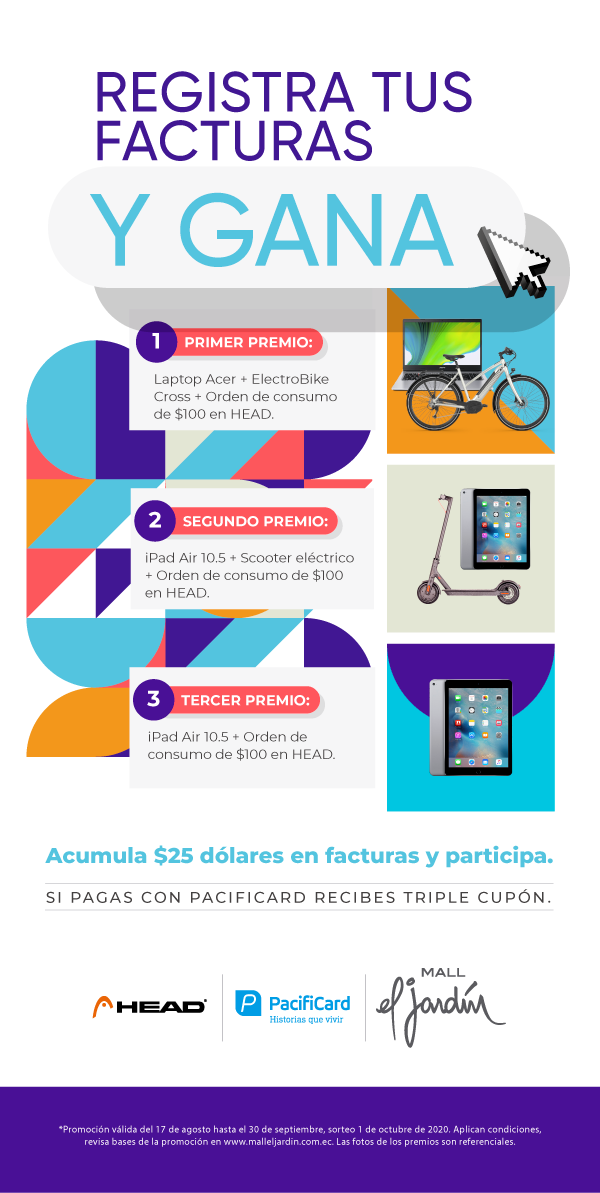 REGISTRA TUS
FACTURAS
Y GANA
1 PRIMER PREMIO:
Laptop Acer + ElectroBike
Cross + Orden de consumo
de $100 en HEAD.
2 SEGUNDO PREMIO:
iPad Air 10.5 + Scooter eléctrico
+ Orden de consumo de $100
en HEAD.
3 TERCER PREMIO:
iPad Air 10.5 + Orden de
consumo de $100 en HEAD.
Acumula $25 dólares en facturas y participa.
SI PAGAS CON PACIFICARD RECIBES TRIPLE CUPÓN.
HEAD
PacifiCard
Historias que vivir
MALL
el jardín
*Promoción válida del 17 de agosto hasta el 30 de septiembre, sorteo 1 de octubre de 2020. Aplican condiciones,
revisa bases de la promoción en www.malleljardin.com.ec. Las fotos de los premios son referenciales.